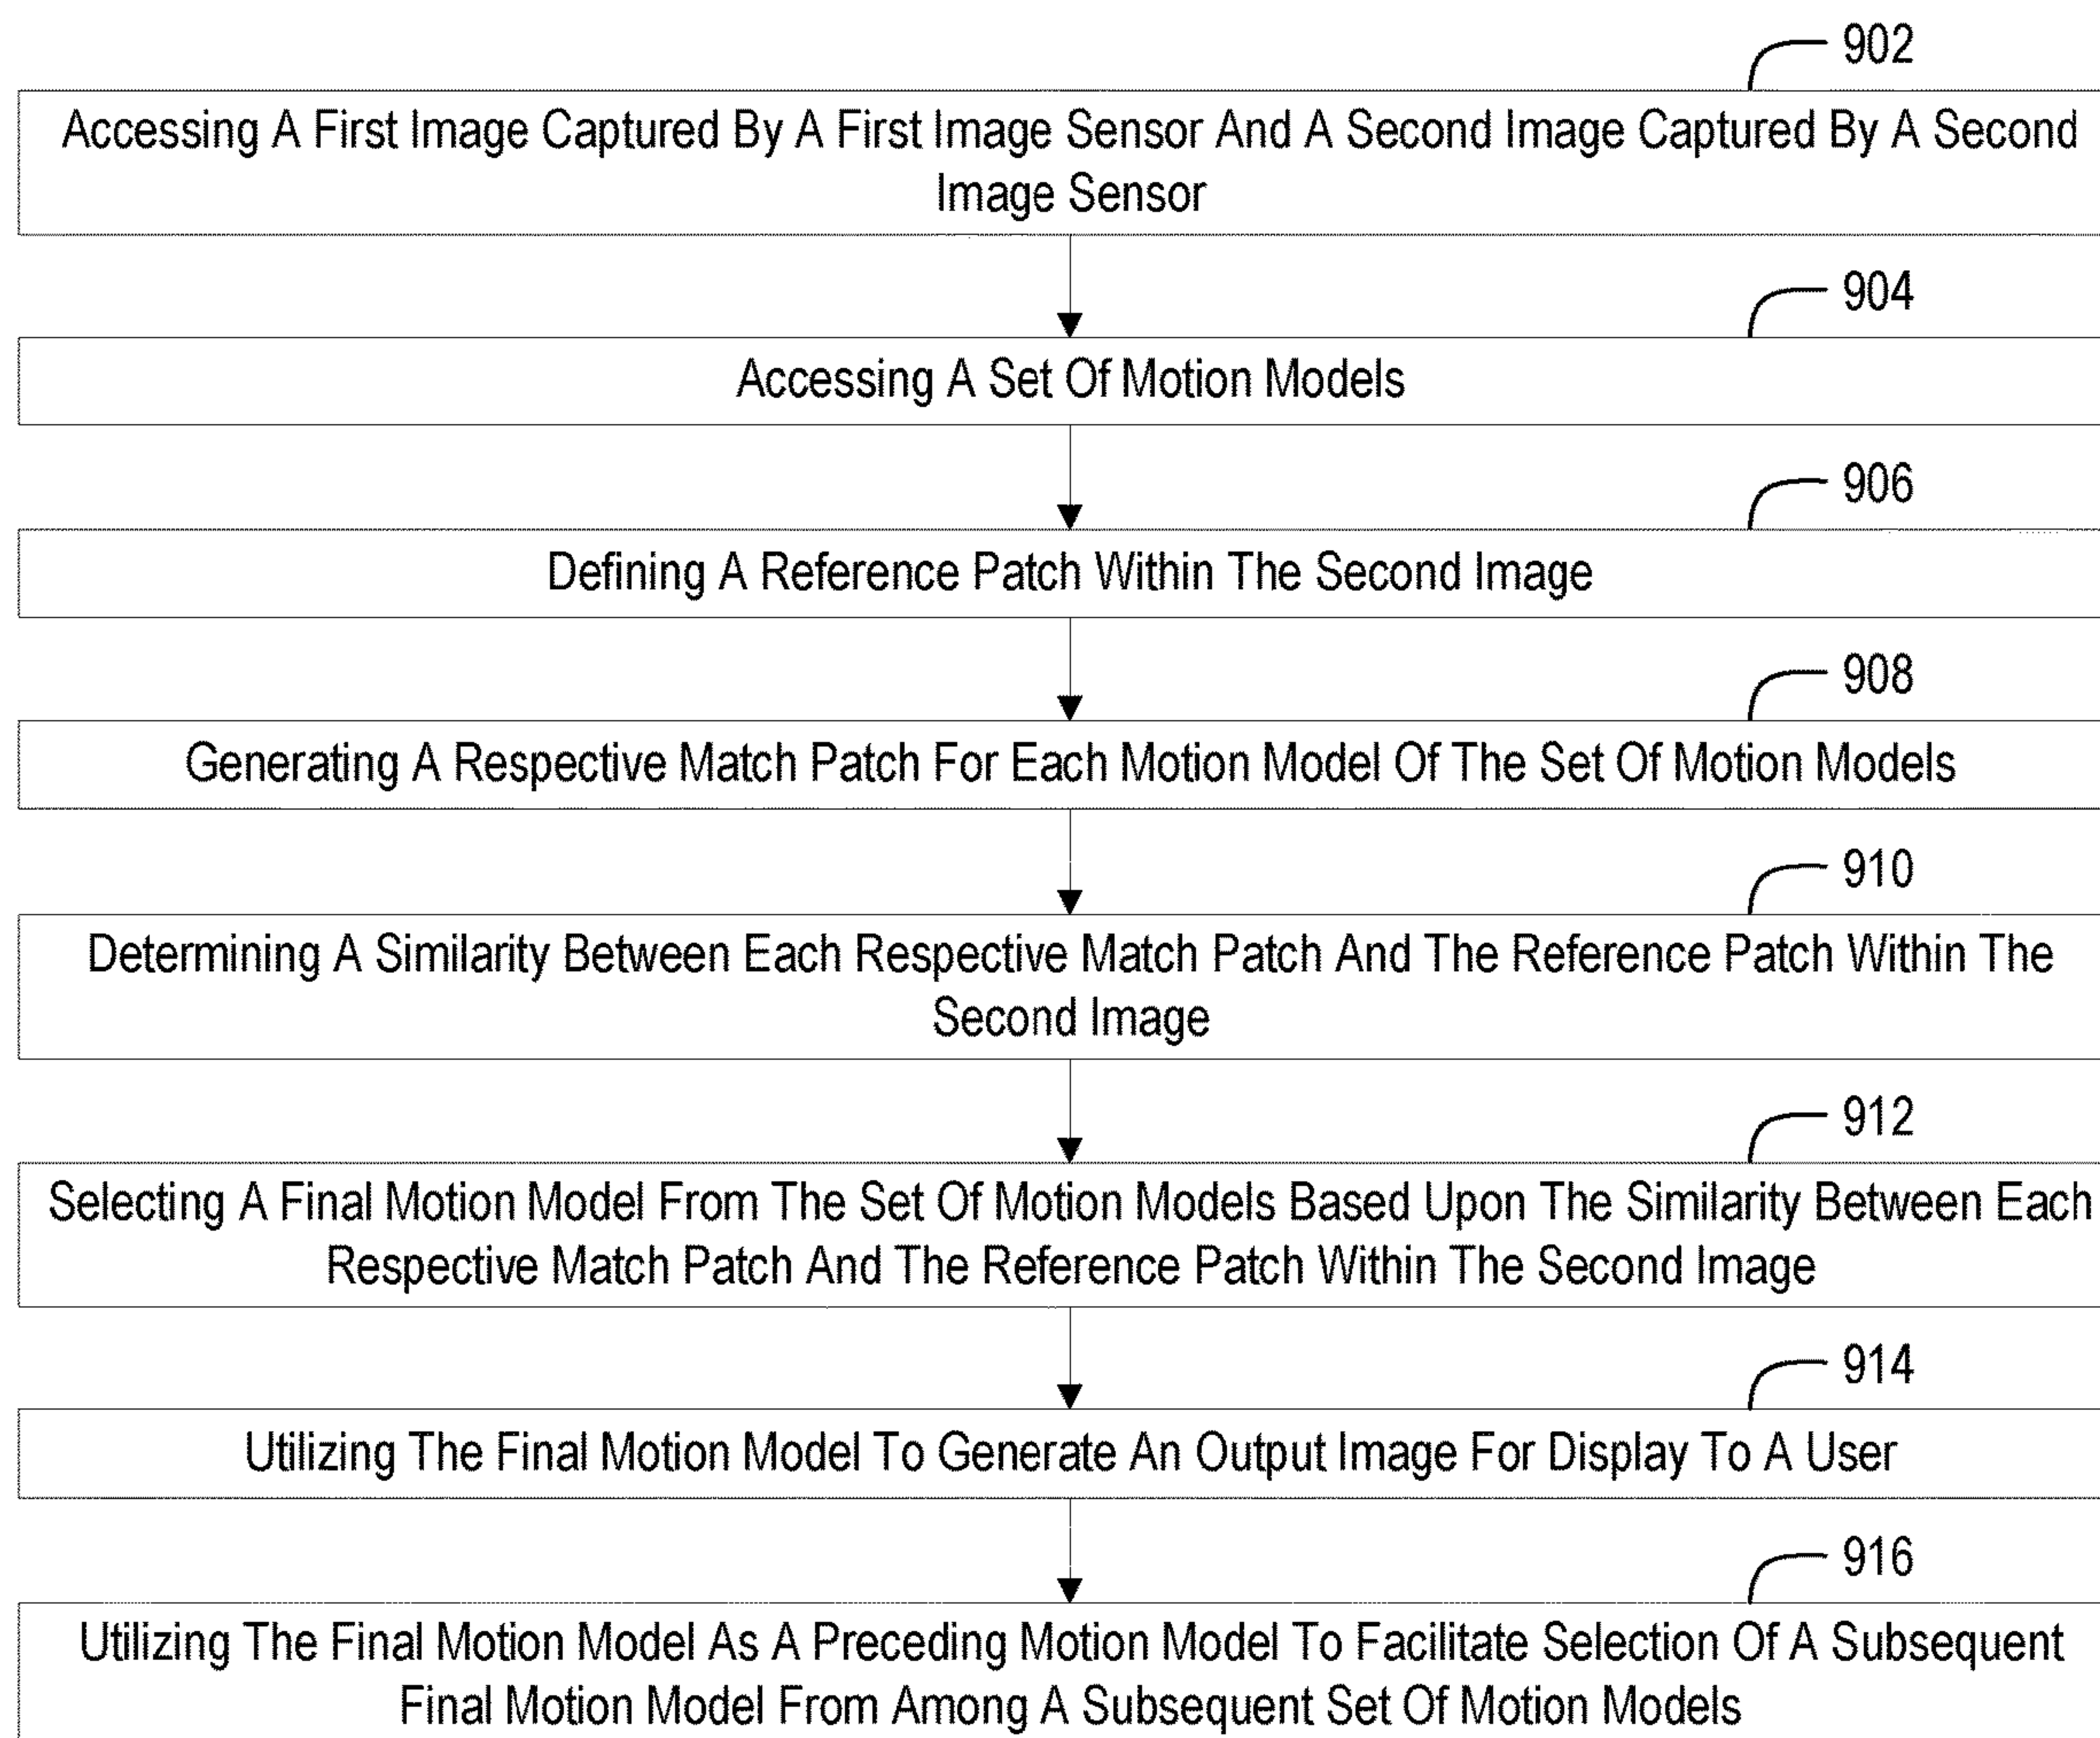 902
Accessing A First Image Captured By A First Image Sensor And A Second Image Captured By A Second
Image Sensor
904
Accessing A Set Of Motion Models
906
Defining A Reference Patch Within The Second Image
908
Generating A Respective Match Patch For Each Motion Model Of The Set Of Motion Models
910
Determining A Similarity Between Each Respective Match Patch And The Reference Patch Within The
Second Image
912
Selecting A Final Motion Model From The Set Of Motion Models Based Upon The Similarity Between Each
Respective Match Patch And The Reference Patch Within The Second Image
914
Utilizing The Final Motion Model To Generate An Output Image For Display To A User
916
Utilizing The Final Motion Model As A Preceding Motion Model To Facilitate Selection Of A Subsequent
Final Motion Model From Among A Subsequent Set Of Motion Models